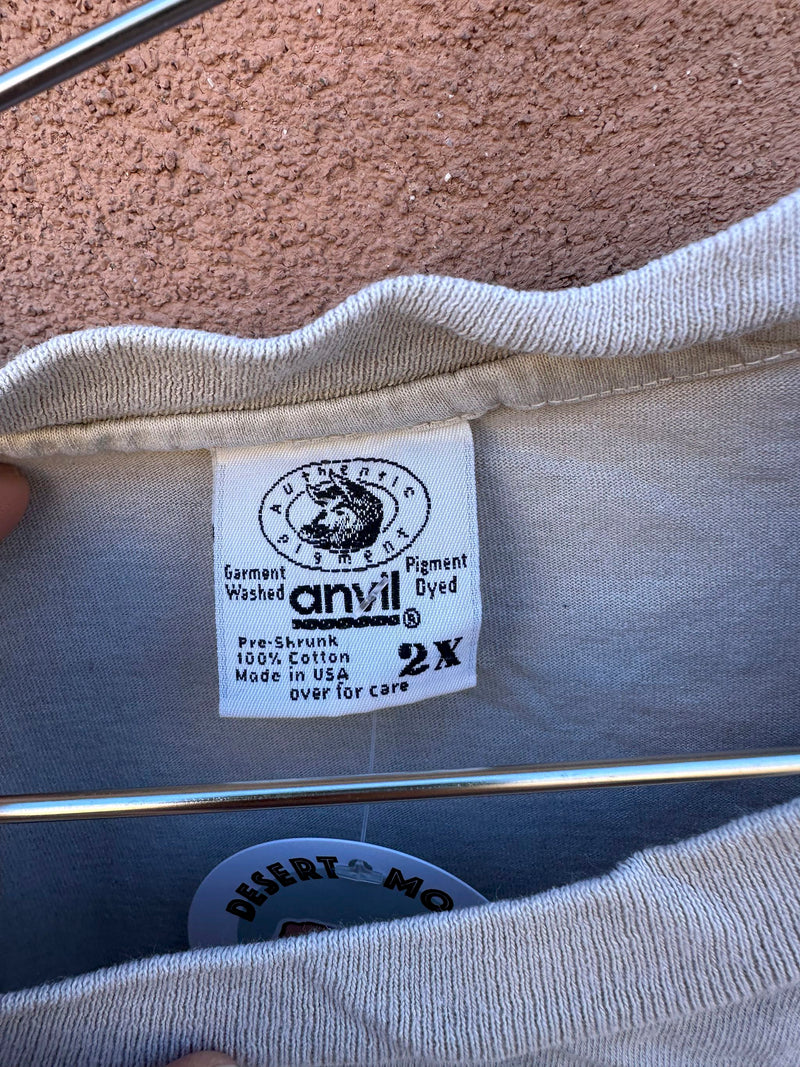 Authentic
Pigment
Garment
Washed
anvil®
Pigment
Dyed
Pre-Shrunk
100% Cotton
Made in USA
over for care
2X
DESERT MO